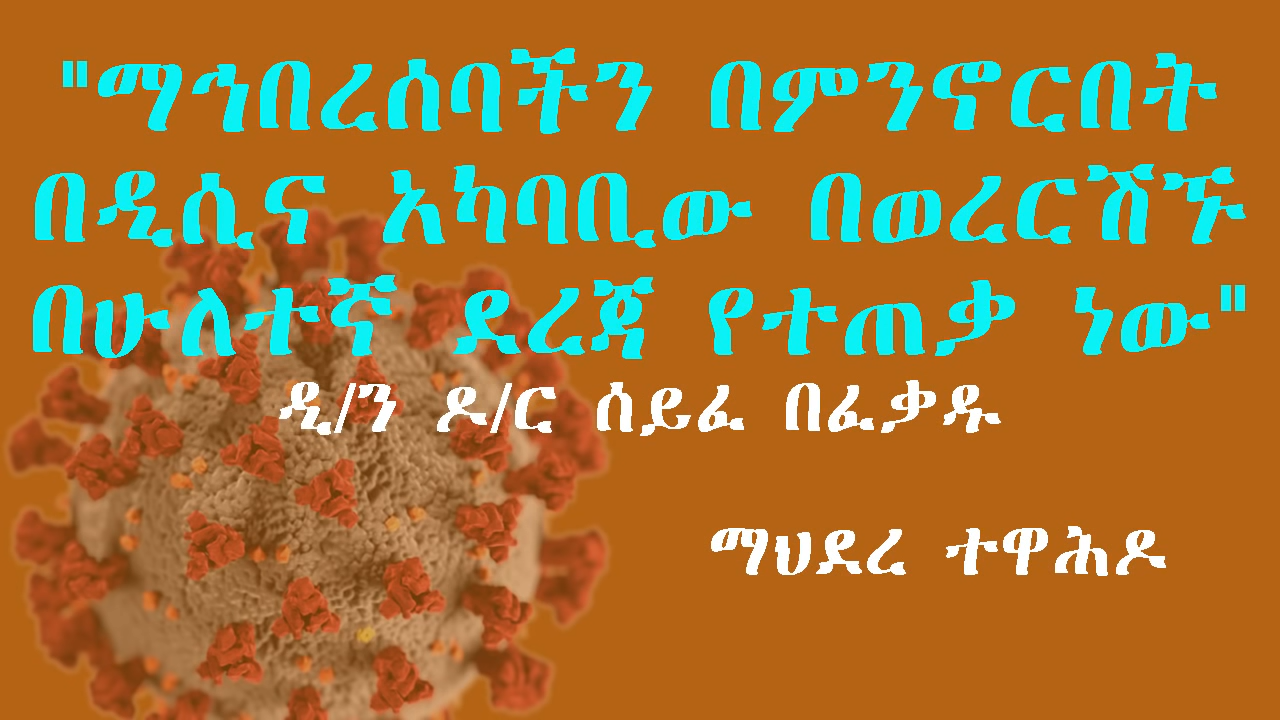 "ማኅበረሰባችን በምንኖርበት
በዲሲና አካባቢው በወረርሽኙ
በሁለተኛ ደረጃ የተጠቃ ነው"
ዲ/ን ዶ/ር ሰይፈ በፈቃዱ
ማህደረ ተዋሕዶ